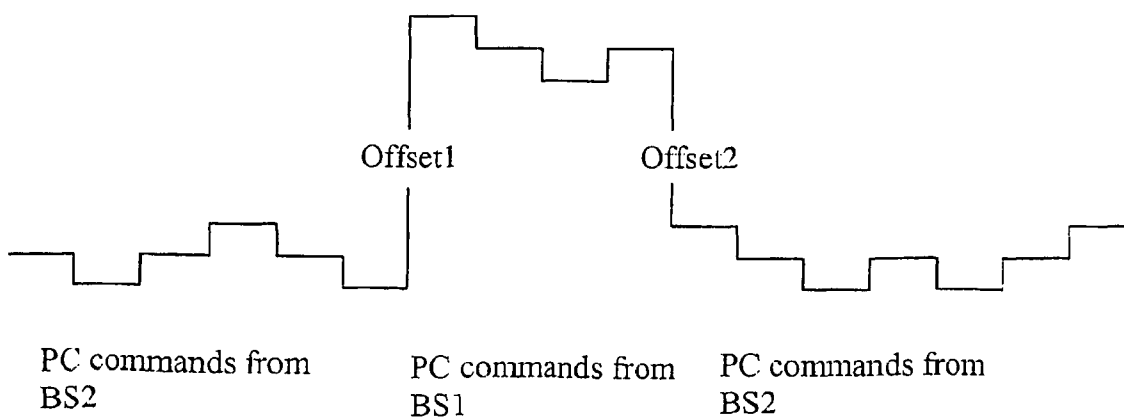 Offset1
Offset2
PC commands from
BS2
PC commands from
BS1
PC commands from
BS2